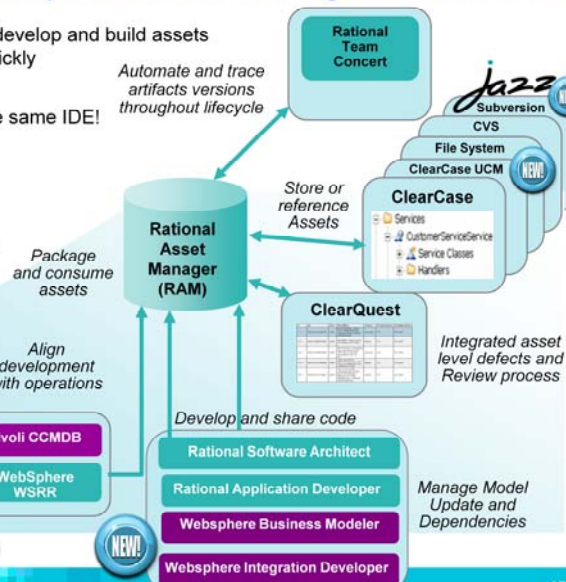 develop and build assets
ckly
e same IDE!
Automate and trace
artifacts versions
throughout lifecycle
Rational
Team
Concert
jazz
Subversion
CVS
File System
ClearCase UCM
NEW!
ClearCase
Services
CustomerServiceService
Service Classes
Handlers
Store or
reference
Assets
Rational
Asset
Manager
(RAM)
Package
and consume
assets
ClearQuest
Integrated asset
level defects and
Review process
Align
development
with operations
ivoli CCMDB
WebSphere
WSRR
Develop and share code
Rational Software Architect
Rational Application Developer
Websphere Business Modeler
Websphere Integration Developer
NEW!
Manage Model
Update and
Dependencies